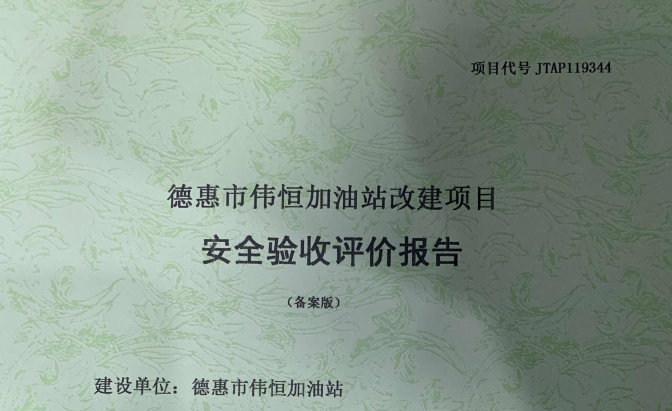 项目代号 JTAP119344
德惠市伟恒加油站改建项目
安全验收评价报告
（备案版）
建设单位：德惠市伟恒加油站